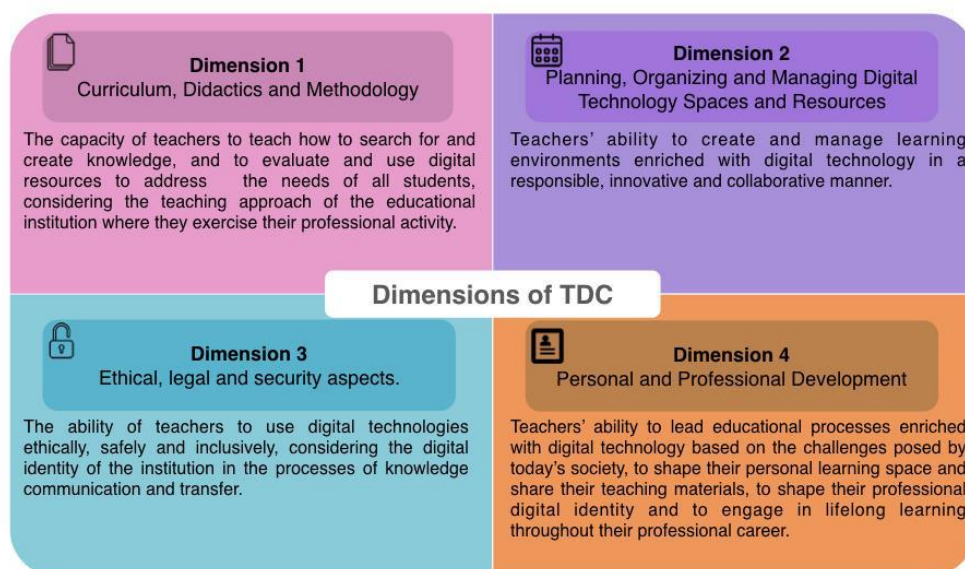 Dimension 1
Curriculum, Didactics and Methodology
The capacity of teachers to teach how to search for and
create knowledge, and to evaluate and use digital
resources to address the needs of all students,
considering the teaching approach of the educational
institution where they exercise their professional activity.
Dimension 2
Planning, Organizing and Managing Digital
Technology Spaces and Resources
Teachers’ ability to create and manage learning
environments enriched with digital technology in a
responsible, innovative and collaborative manner.
Dimensions of TDC
Dimension 3
Ethical, legal and security aspects.
The ability of teachers to use digital technologies
ethically, safely and inclusively, considering the digital
identity of the institution in the processes of knowledge
communication and transfer.
Dimension 4
Personal and Professional Development
Teachers’ ability to lead educational processes enriched
with digital technology based on the challenges posed by
today’s society, to shape their personal learning space and
share their teaching materials, to shape their professional
digital identity and to engage in lifelong learning
throughout their professional career.